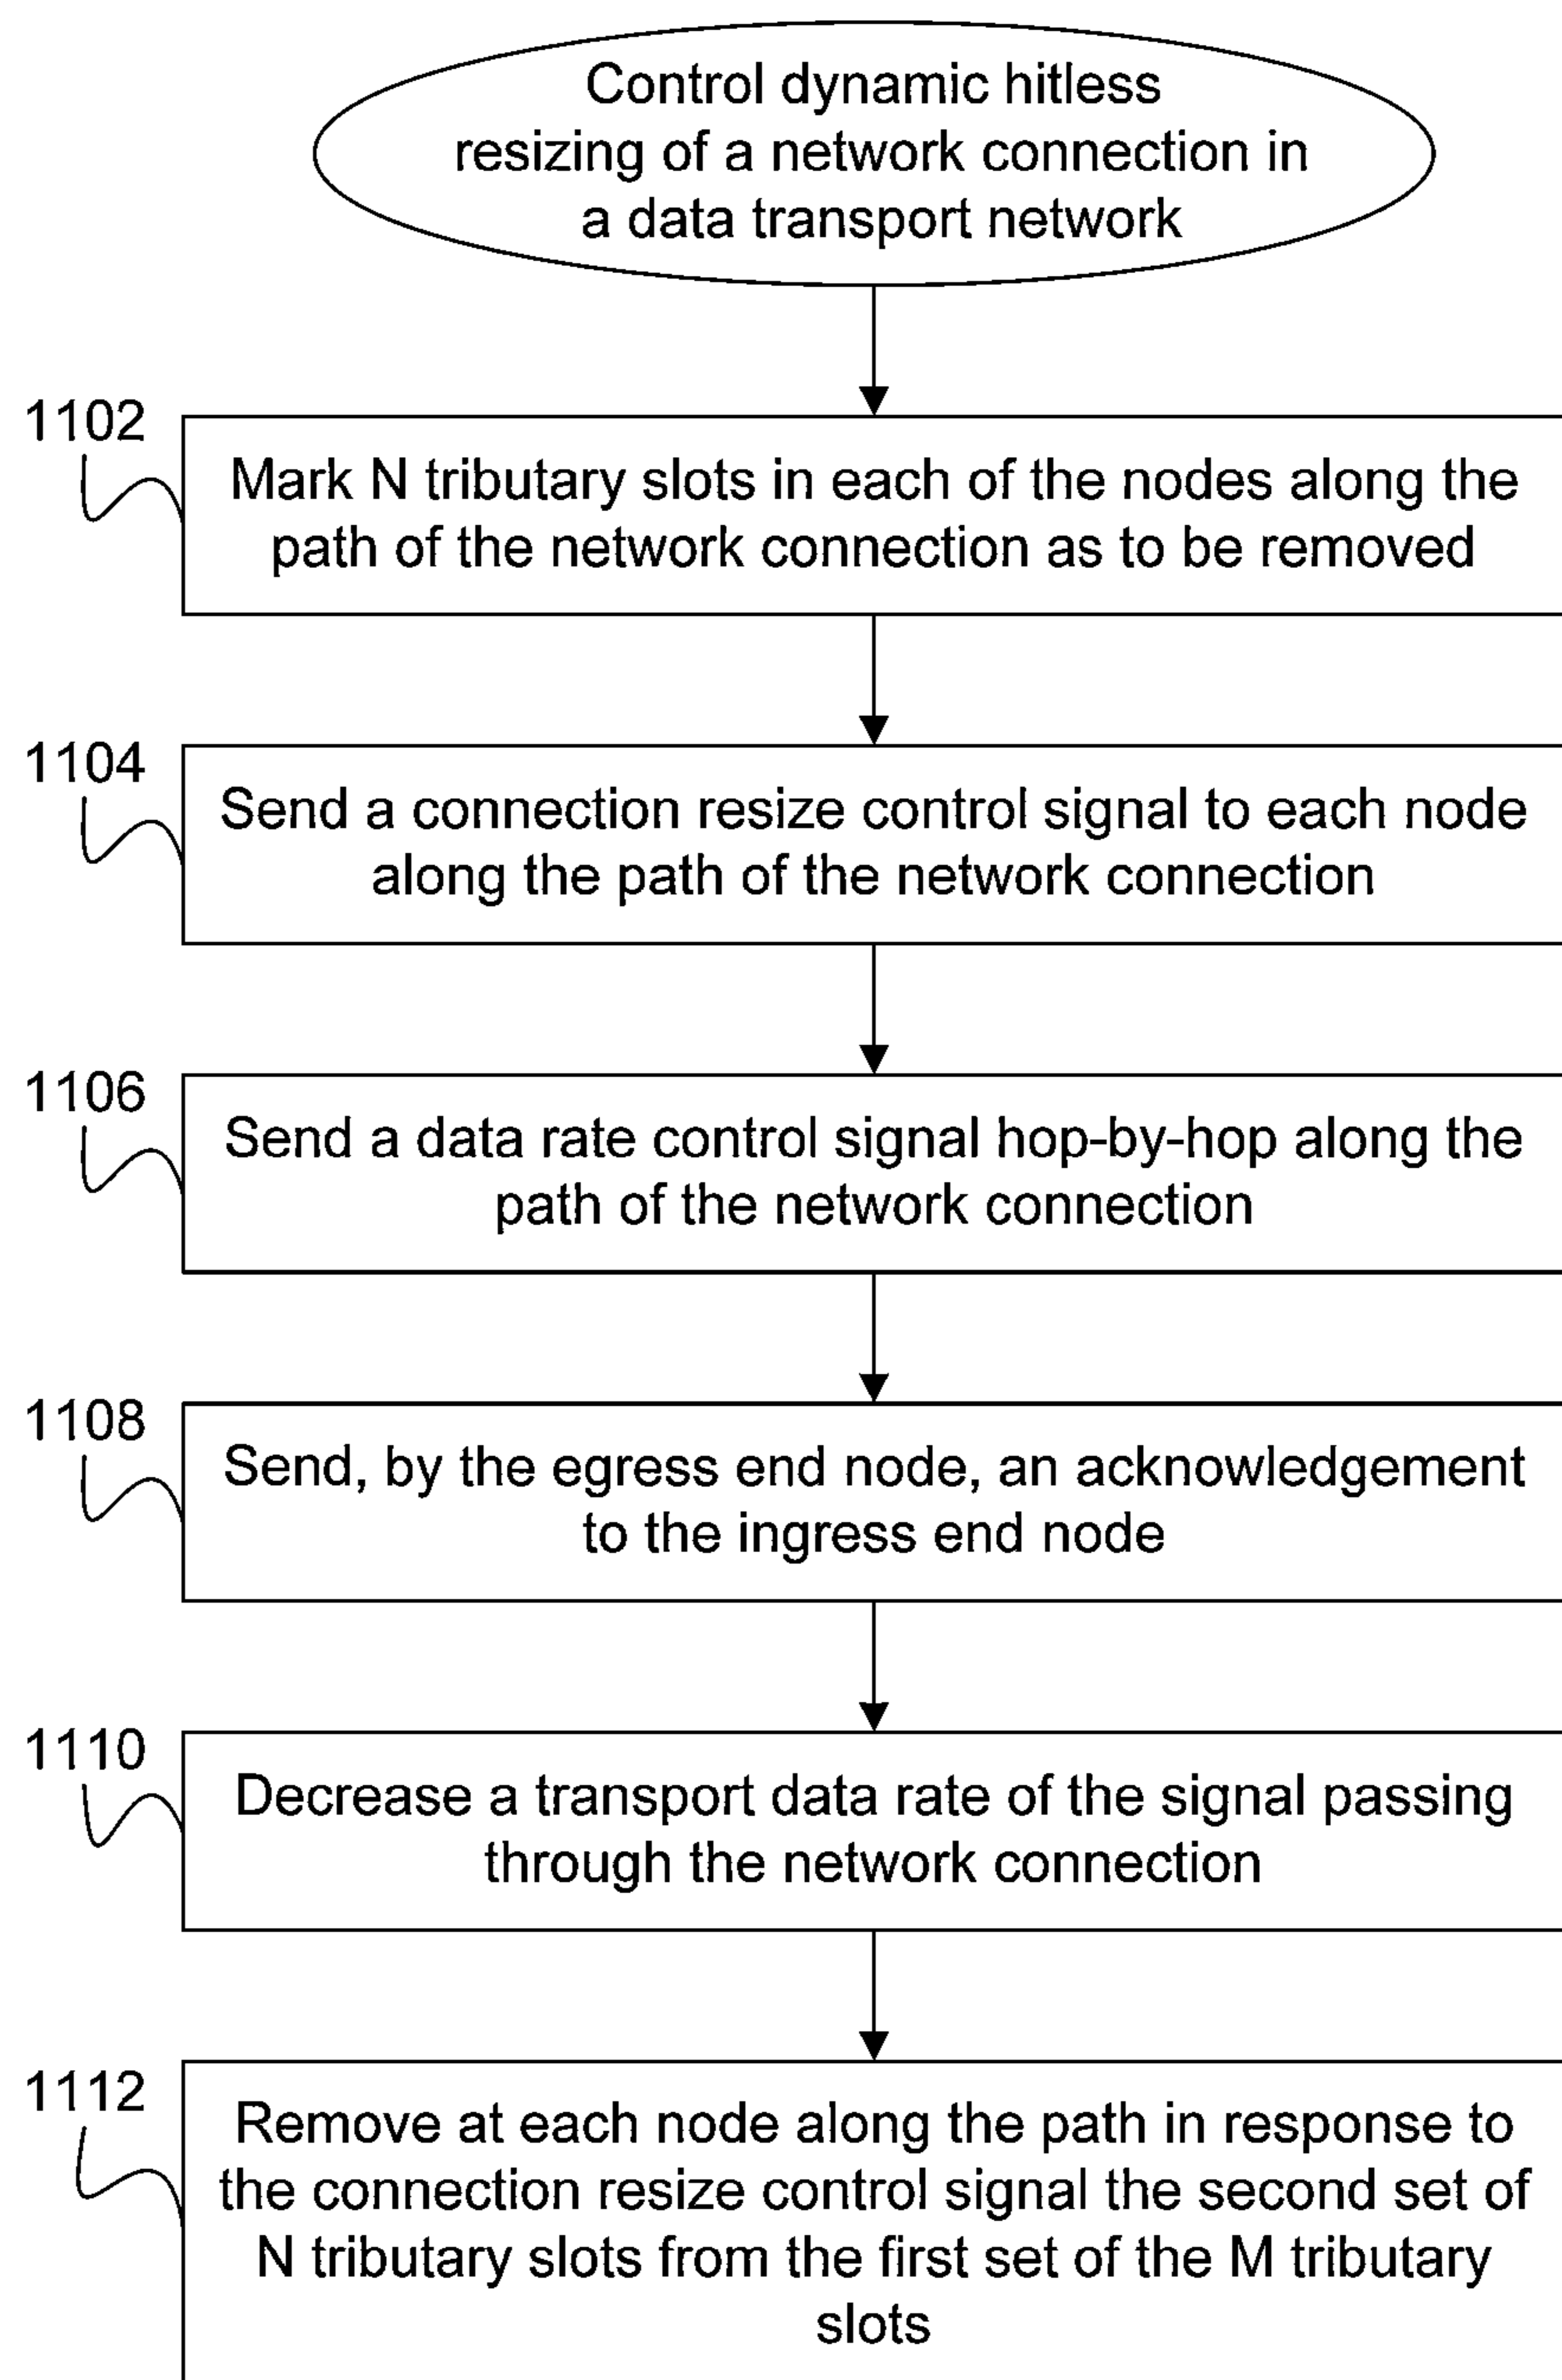 Control dynamic hitless
resizing of a network connection in
a data transport network
1102
Mark N tributary slots in each of the nodes along the
path of the network connection as to be removed
1104
Send a connection resize control signal to each node
along the path of the network connection
1106
Send a data rate control signal hop-by-hop along the
path of the network connection
1108
Send, by the egress end node, an acknowledgement
to the ingress end node
1110
Decrease a transport data rate of the signal passing
through the network connection
1112
Remove at each node along the path in response to
the connection resize control signal the second set of
N tributary slots from the first set of the M tributary
slots